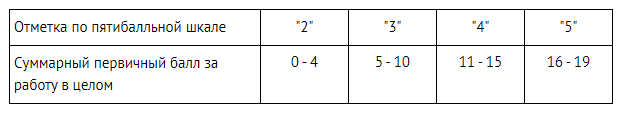 Отметка по пятибалльной шкале "2" "3" "4" "5"
Суммарный первичный балл за 0 - 4 5 - 10 11 - 15 16 - 19
работу в целом